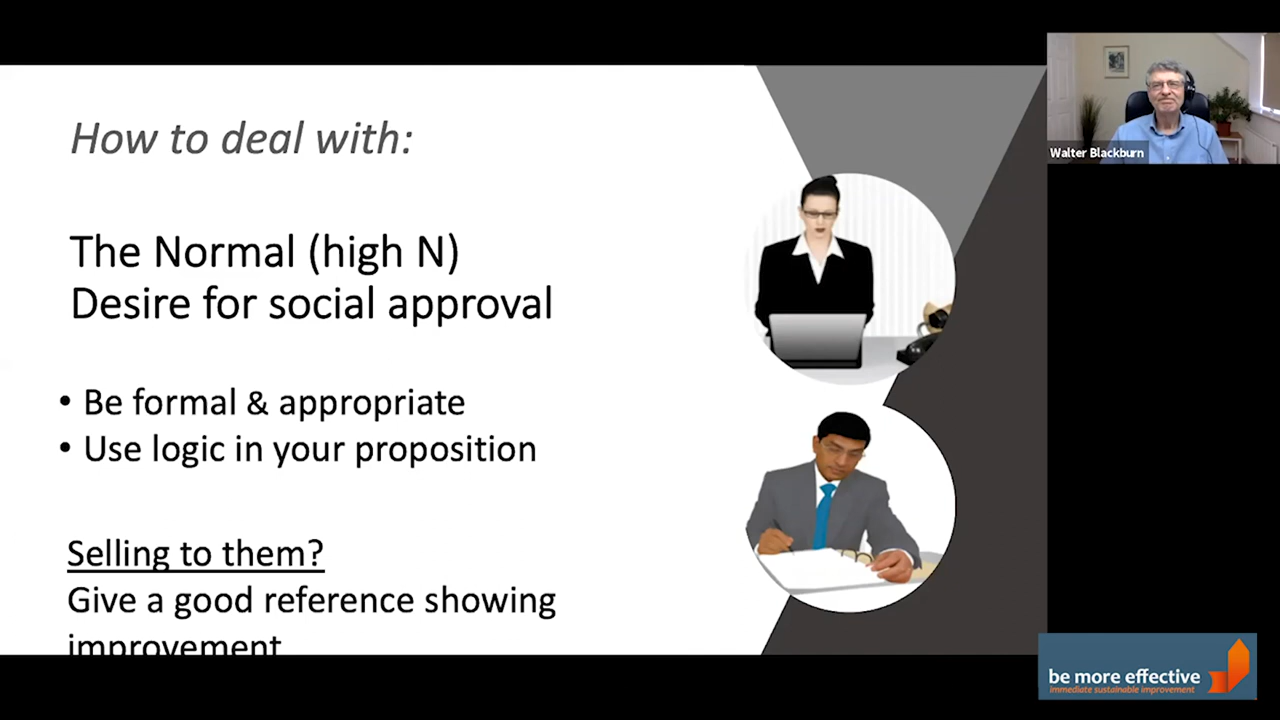 How to deal with:
The Normal (high N)
Desire for social approval
• Be formal & appropriate
• Use logic in your proposition
Selling to them?
Give a good reference showing
improvement
Walter Blackburn
be more effective
immediate sustainable improvement